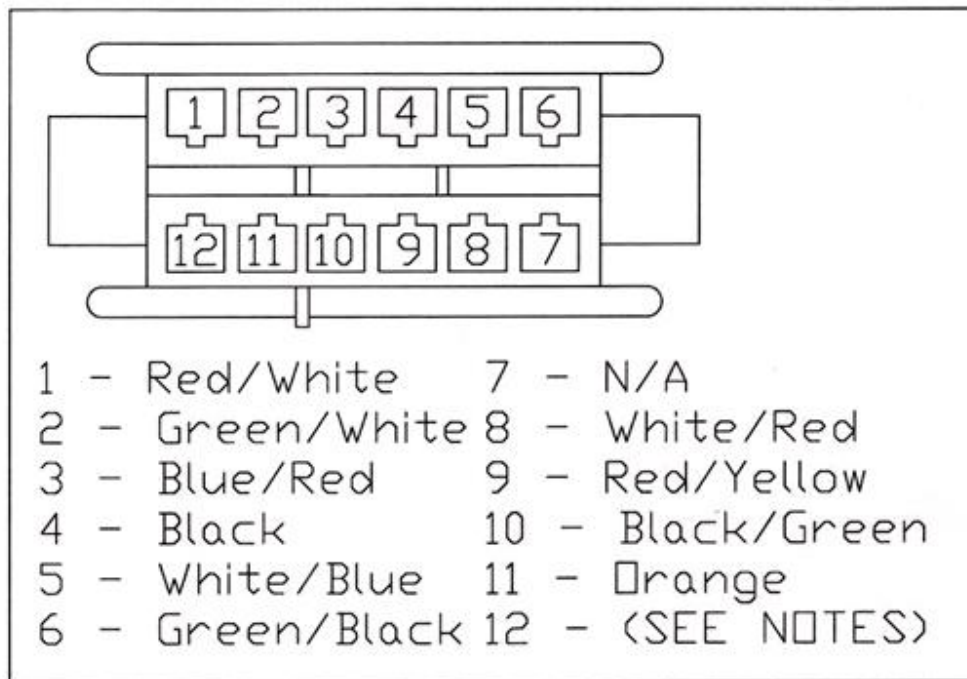 1 2 3 4 5 6
12 11 10 9 8 7
1 - Red/White
2 - Green/White
3 - Blue/Red
4 - Black
5 - White/Blue
6 - Green/Black
7 - N/A
8 - White/Red
9 - Red/Yellow
10 - Black/Green
11 - Orange
12 - (SEE NOTES)